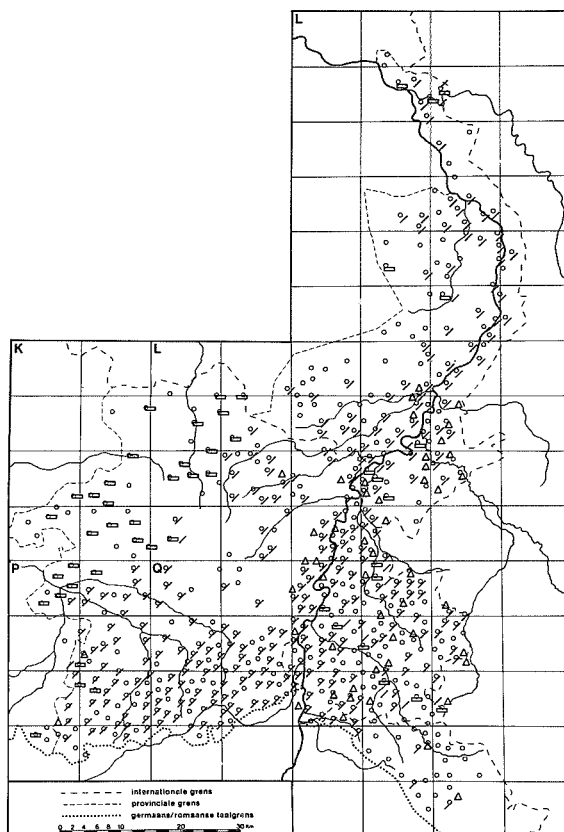 L
K L
P Q
internationale grens
provinciale grens
germaans/romaanse taalgrens
0 2 4 6 8 10 20 30 Km